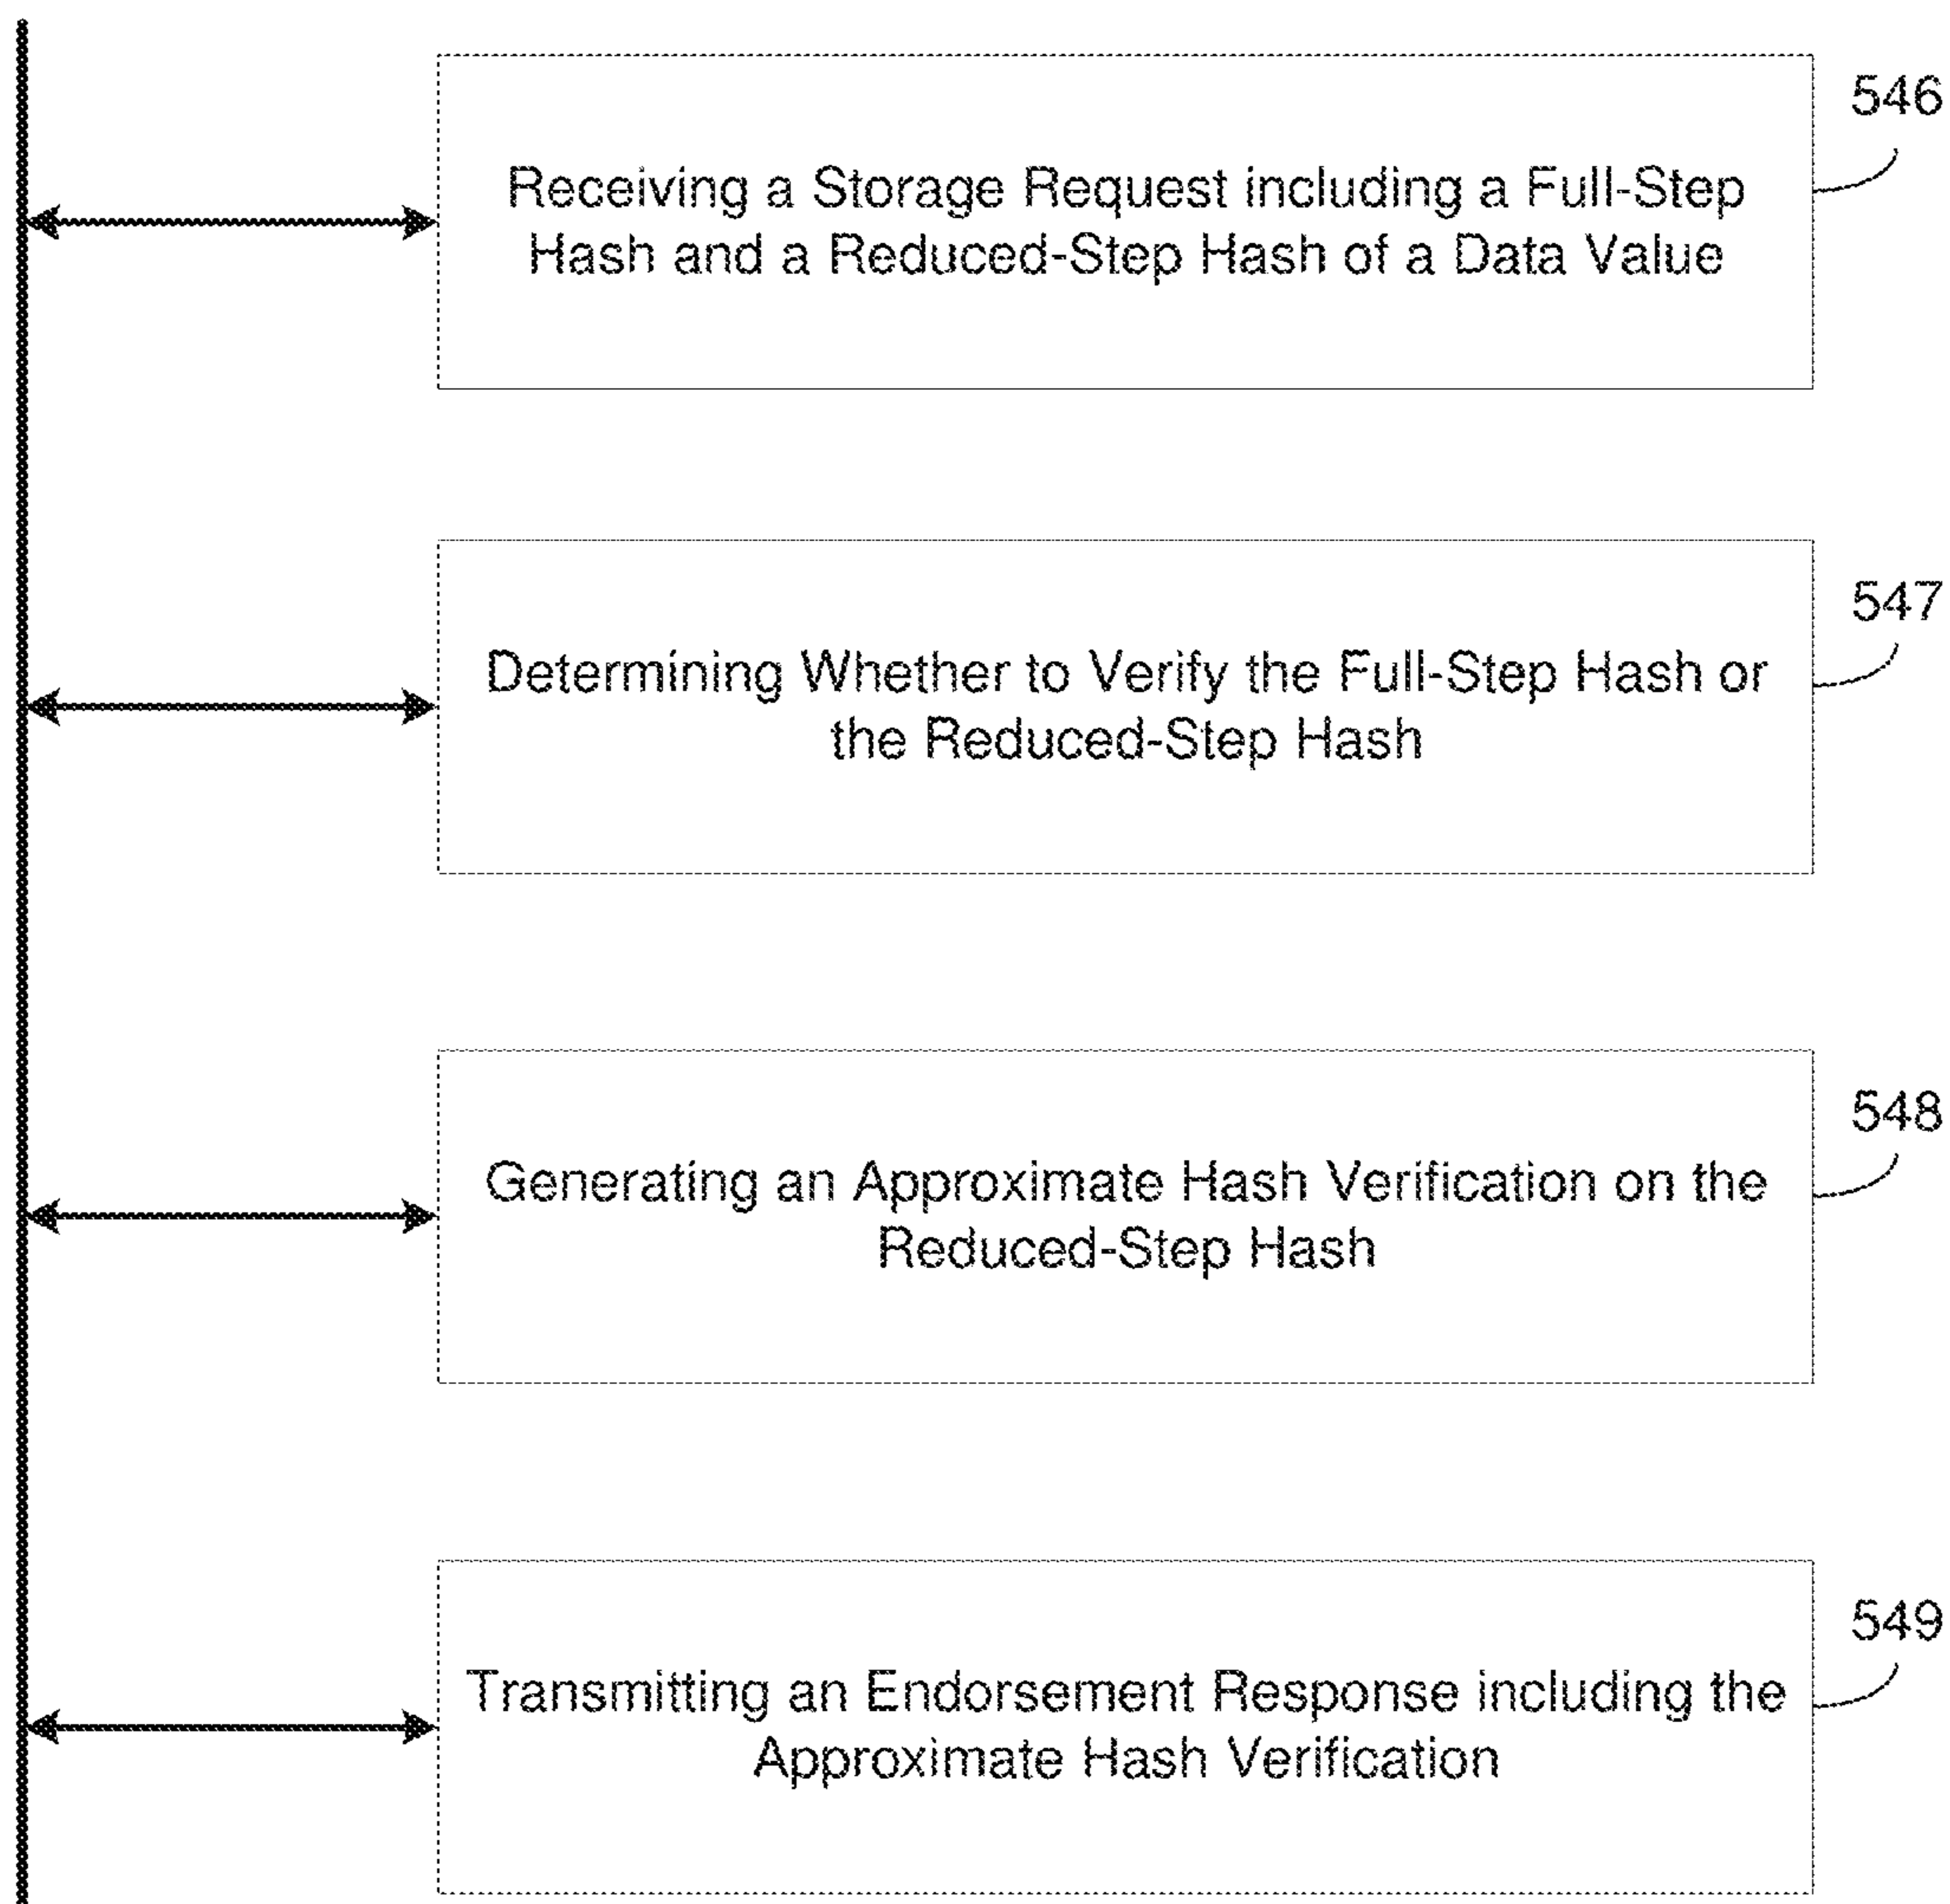 546
Receiving a Storage Request including a Full-Step
Hash and a Reduced-Step Hash of a Data Value
547
Determining Whether to Verify the Full-Step Hash or
the Reduced-Step Hash
548
Generating an Approximate Hash Verification on the
Reduced-Step Hash
549
Transmitting an Endorsement Response including the
Approximate Hash Verification